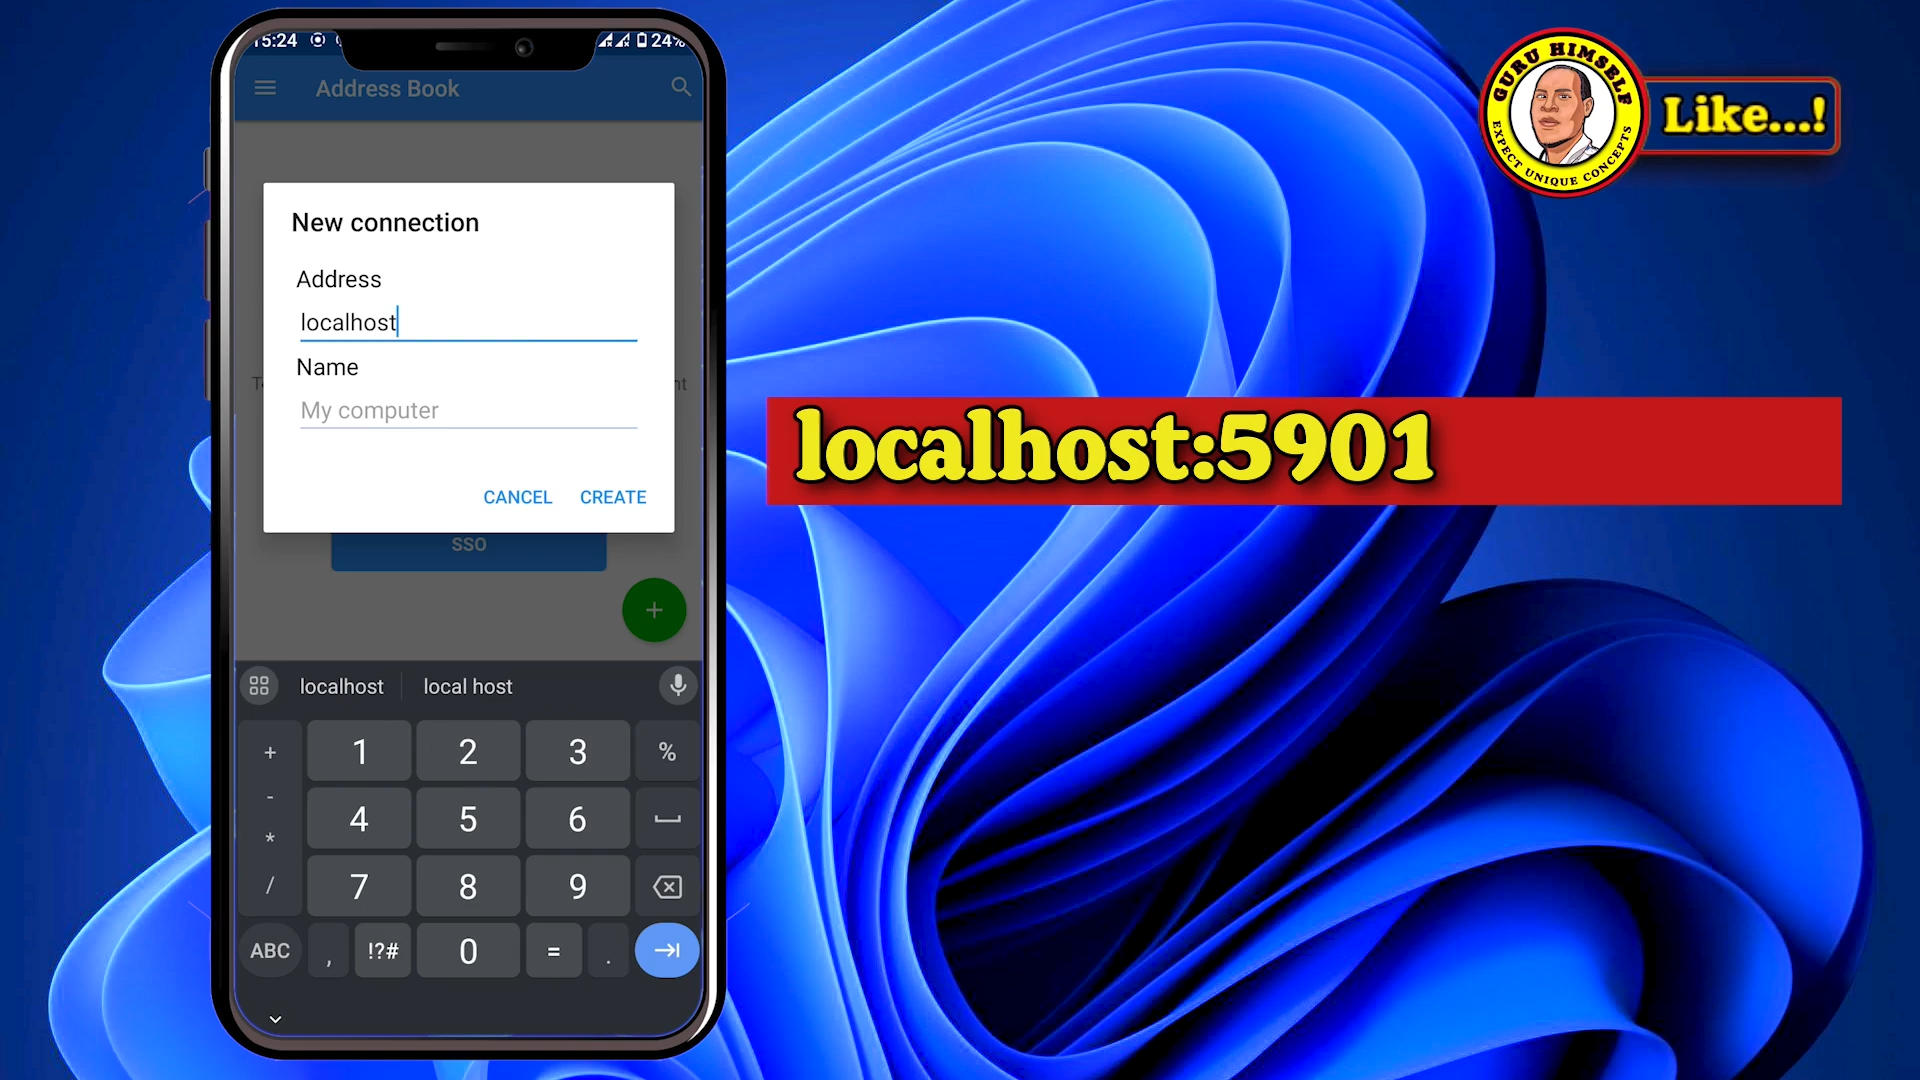 15:24
24%
Address Book
New connection
Address
localhost
Name
My computer
CANCEL CREATE
SSO
localhost local host
+ 1 2 3 %
- 4 5 6
*
/ 7 8 9
ABC , !?# 0 = .
localhost:5901
GURU HIMSELF
EXPECT UNIQUE CONCEPTS
Like...!